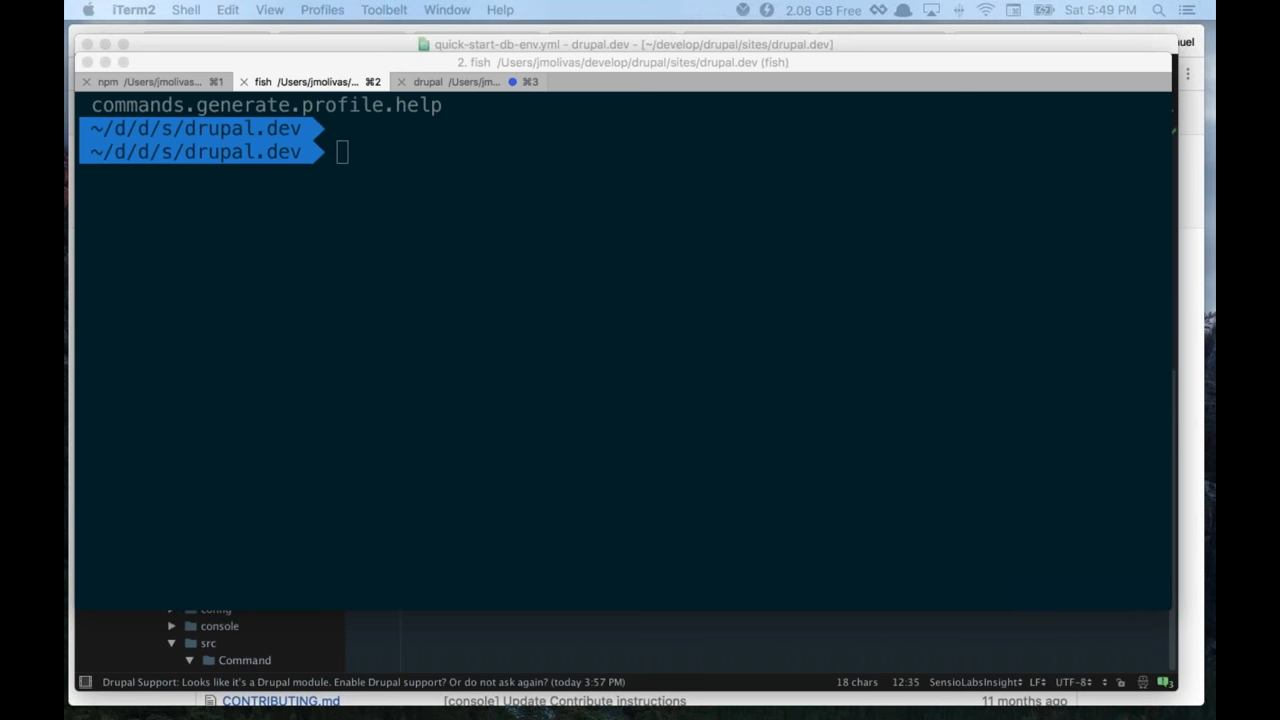 iTerm2 Shell Edit View Profiles Toolbelt Window Help 2.08 GB Free Sat 5:49 PM
quick-start-db-env.yml - drupal.dev - [~/develop/drupal/sites/drupal.dev]
uel
2. fish /Users/jmolivas/develop/drupal/sites/drupal.dev (fish)
npm /Users/jmolivas... ⌘1 fish /Users/jmolivas/... ⌘2 drupal /Users/jm... ⌘3
commands.generate.profile.help
~/d/d/s/drupal.dev
~/d/d/s/drupal.dev
config
console
src
Command
Drupal Support: Looks like it's a Drupal module. Enable Drupal support? Or do not ask again? (today 3:57 PM) 18 chars 12:35 SensioLabsInsight LF UTF-8 3
CONTRIBUTING.md [console] Update Contribute instructions 11 months ago